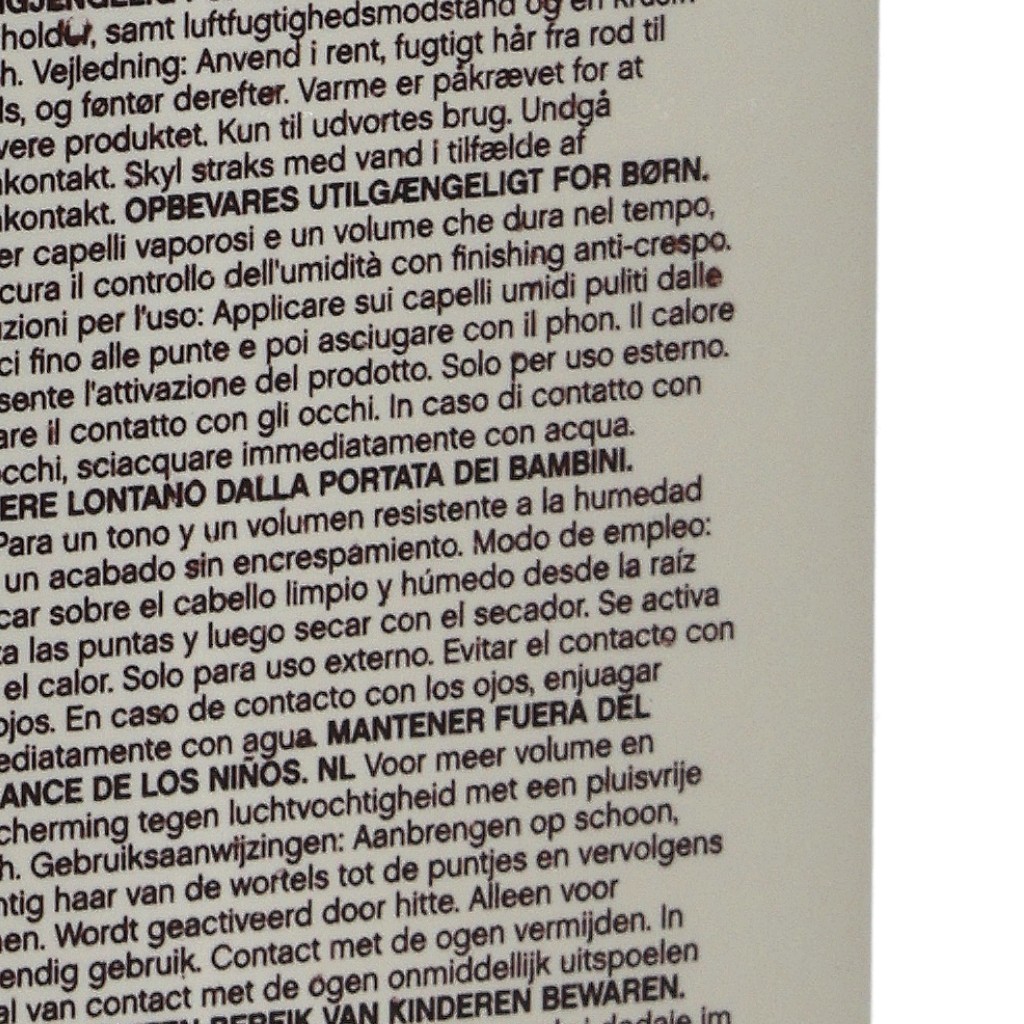 holdbar, samt luftfugtighedsmodstand og en
h. Vejledning: Anvend i rent, fugtigt hår fra rod til
ds, og føntør derefter. Varme er påkrævet for at
vere produktet. Kun til udvortes brug. Undgå
nkontakt. Skyl straks med vand i tilfælde af
nkontakt. OPBEVARES UTILGÆNGELIGT FOR BØRN.
er capelli vaporosi e un volume che dura nel tempo,
cura il controllo dell'umidità con finishing anti-crespo.
zioni per l'uso: Applicare sui capelli umidi puliti dalle
ci fino alle punte e poi asciugare con il phon. Il calore
sente l'attivazione del prodotto. Solo per uso esterno.
are il contatto con gli occhi. In caso di contatto con
occhi, sciacquare immediatamente con acqua.
ERE LONTANO DALLA PORTATA DEI BAMBINI.
Para un tono y un volumen resistente a la humedad
un acabado sin encrespamiento. Modo de empleo:
car sobre el cabello limpio y húmedo desde la raíz
ta las puntas y luego secar con el secador. Se activa
el calor. Solo para uso externo. Evitar el contacto con
ojos. En caso de contacto con los ojos, enjuagar
ediatamente con agua. MANTENER FUERA DEL
ANCE DE LOS NIÑOS. NL Voor meer volume en
cherming tegen luchtvochtigheid met een pluisvrije
h. Gebruiksaanwijzingen: Aanbrengen op schoon,
htig haar van de wortels tot de puntjes en vervolgens
nen. Wordt geactiveerd door hitte. Alleen voor
endig gebruik. Contact met de ogen vermijden. In
al van contact met de ogen onmiddellijk uitspoelen
BEREIK VAN KINDEREN BEWAREN.
im